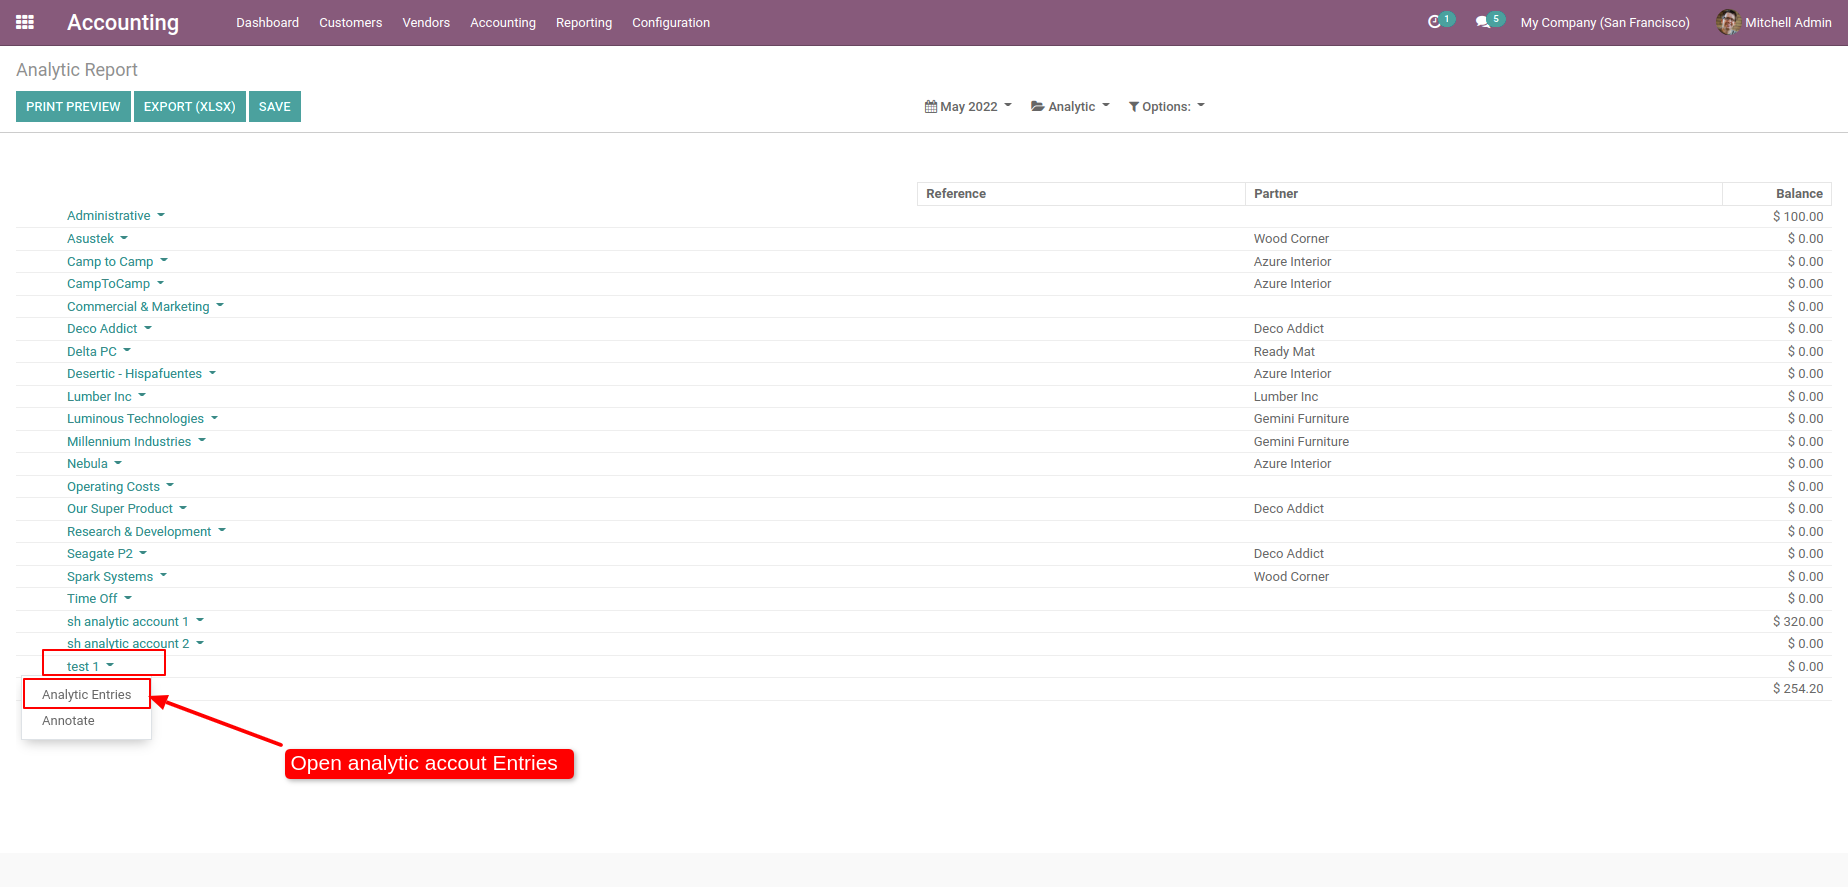 Accounting Dashboard Customers Vendors Accounting Reporting Configuration 1 5 My Company (San Francisco) Mitchell Admin
Analytic Report
PRINT PREVIEW EXPORT (XLSX) SAVE May 2022 Analytic Options:
Reference Partner Balance
Administrative $ 100.00
Asustek Wood Corner $ 0.00
Camp to Camp Azure Interior $ 0.00
CampToCamp Azure Interior $ 0.00
Commercial & Marketing $ 0.00
Deco Addict Deco Addict $ 0.00
Delta PC Ready Mat $ 0.00
Desertic - Hispafuentes Azure Interior $ 0.00
Lumber Inc Lumber Inc $ 0.00
Luminous Technologies Gemini Furniture $ 0.00
Millennium Industries Gemini Furniture $ 0.00
Nebula Azure Interior $ 0.00
Operating Costs $ 0.00
Our Super Product Deco Addict $ 0.00
Research & Development $ 0.00
Seagate P2 Deco Addict $ 0.00
Spark Systems Wood Corner $ 0.00
Time Off $ 0.00
sh analytic account 1 $ 320.00
sh analytic account 2 $ 0.00
test 1 $ 0.00
Analytic Entries $ 254.20
Annotate
Open analytic accout Entries